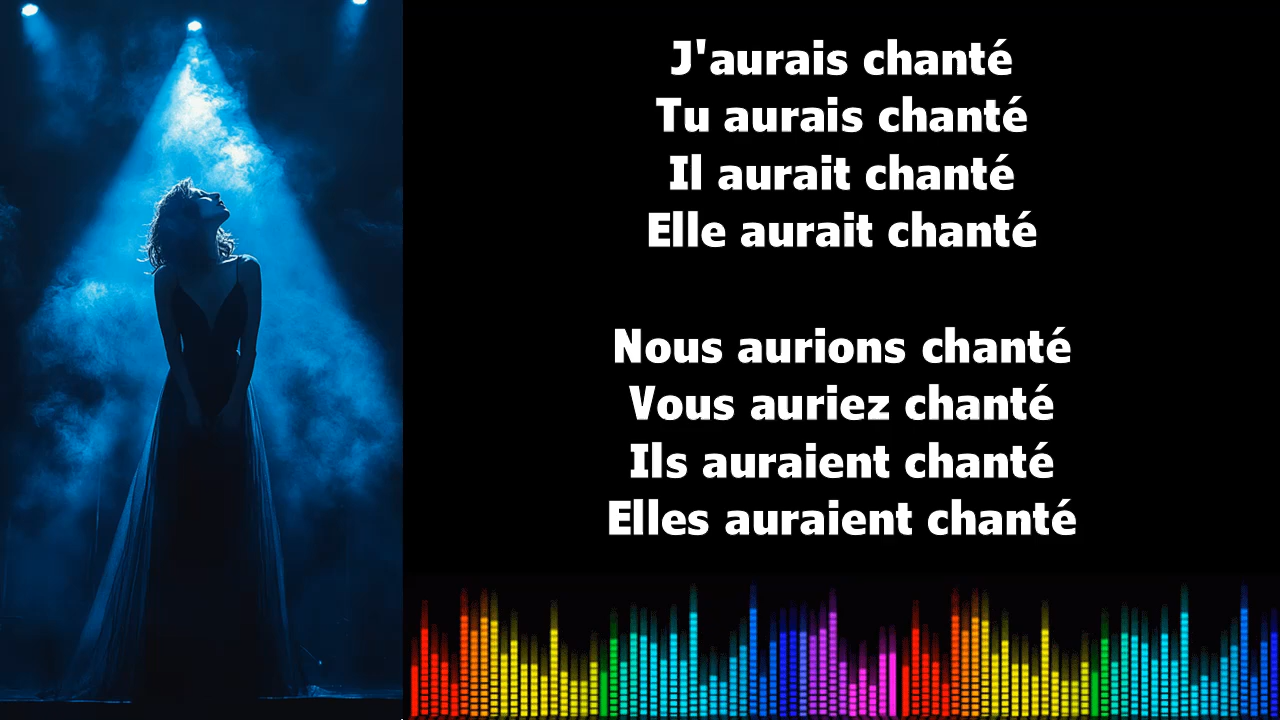 J'aurais chanté
Tu aurais chanté
Il aurait chanté
Elle aurait chanté
Nous aurions chanté
Vous auriez chanté
Ils auraient chanté
Elles auraient chanté